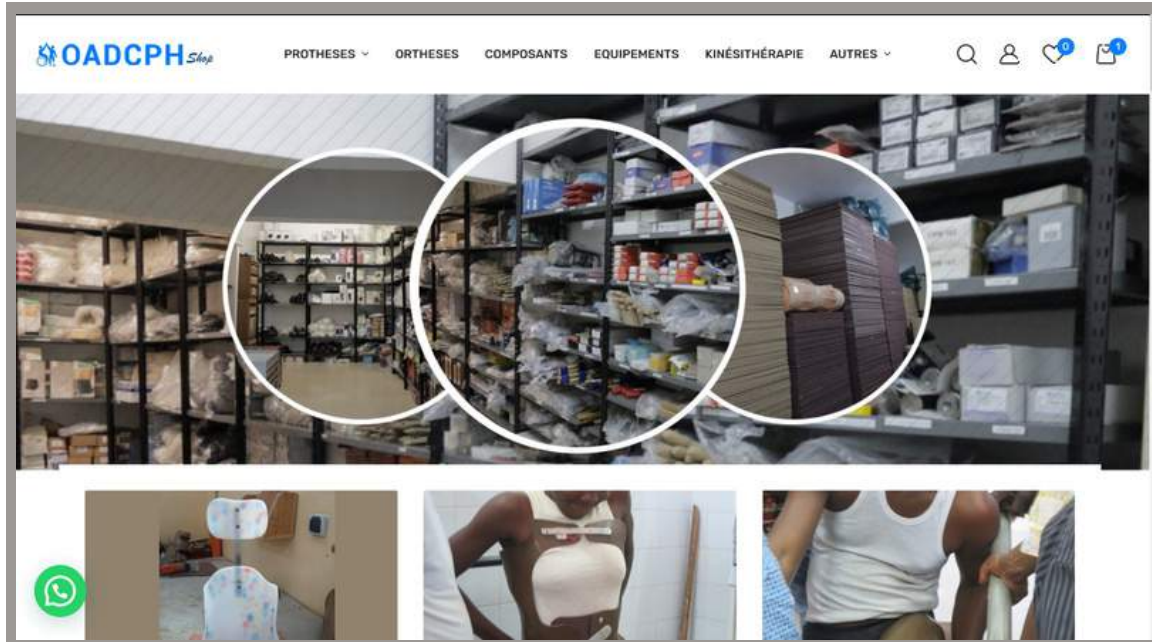 OADCPH Shop
PROTHESES ORTHESES COMPOSANTS EQUIPEMENTS KINÉSITHÉRAPIE AUTRES
0 1